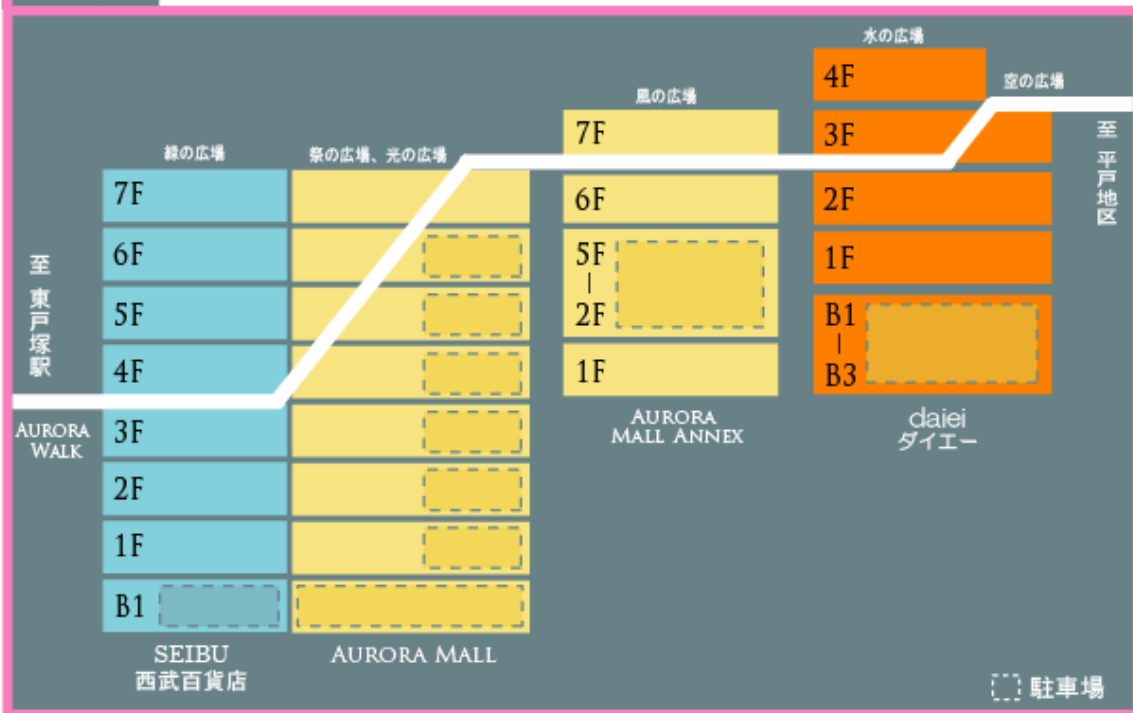 水の広場
4F
空の広場
風の広場
7F
3F
至 平戸地区
緑の広場
祭の広場、光の広場
7F
6F
2F
6F
5F
|
2F
1F
至 東戸塚駅
5F
B1
|
B3
4F
1F
AURORA
WALK
3F
AURORA
MALL ANNEX
daiei
ダイエー
2F
1F
B1
SEIBU
西武百貨店
AURORA MALL
駐車場